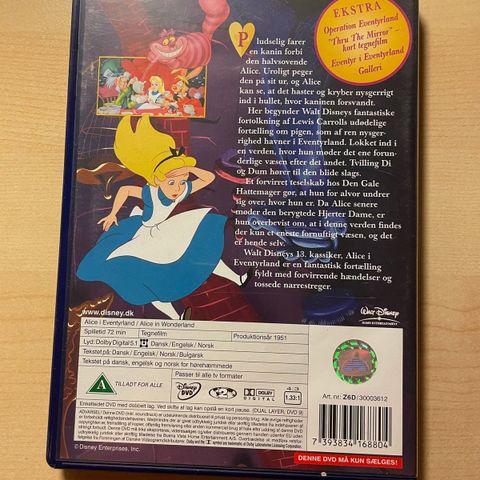 EKSTRA
Operation Eventyrland
"Thru The Mirror" –
kort tegnefilm
Eventyr i Eventyrland
Galleri
Pludselig farer
en kanin forbi
den halvsovende
Alice. Uroligt peger
den på sit ur, og Alice
kan se, at det haster og kryber nysgerrigt
ind i hullet, hvor kaninen forsvandt.
Her begynder Walt Disneys fantastiske
fortolkning af Lewis Carrolls udødelige
fortælling om pigen, som af ren nysger-
righed havner i Eventyrland. Lokket ind i
en verden, hvor hun møder det ene forun-
derlige væsen efter det andet. Tvilling Di
og Dum hører til den blide slags.
Et forvirret teselskab hos Den Gale
Hattemager gør, at hun for alvor undrer
sig over, hvor hun er. Da Alice senere
møder den berygtede Hjerter Dame, er
hun overbevist om, at i denne verden findes
der kun et eneste fornuftigt væsen, og det
er hende selv.
Walt Disneys 13. klassiker, Alice i
Eventyrland er en fantastisk fortælling
fyldt med forvirrende hændelser og
tossede narrestreger.
www.disney.dk
WALT DISNEY
Alice i Eventyrland / Alice in Wonderland
Spilletid 72 min Tegnefilm Produktionsår 1951
Lyd: Dolby Digital 5.1 Dansk / Engelsk / Norsk
Tekstet på: Dansk / Engelsk / Norsk/Bulgarsk
Tekstet på dansk, engelsk og norsk for hørehæmmede
Passer til alle tv formater
A TILLADT FOR ALLE
Disney DVD
2
DOLBY DIGITAL
4:3
1.33:1
Art. nr.: Z6D/30003612
7 393834 168804
© Disney Enterprises, Inc.
DENNE DVD MÅ KUN SÆLGES!